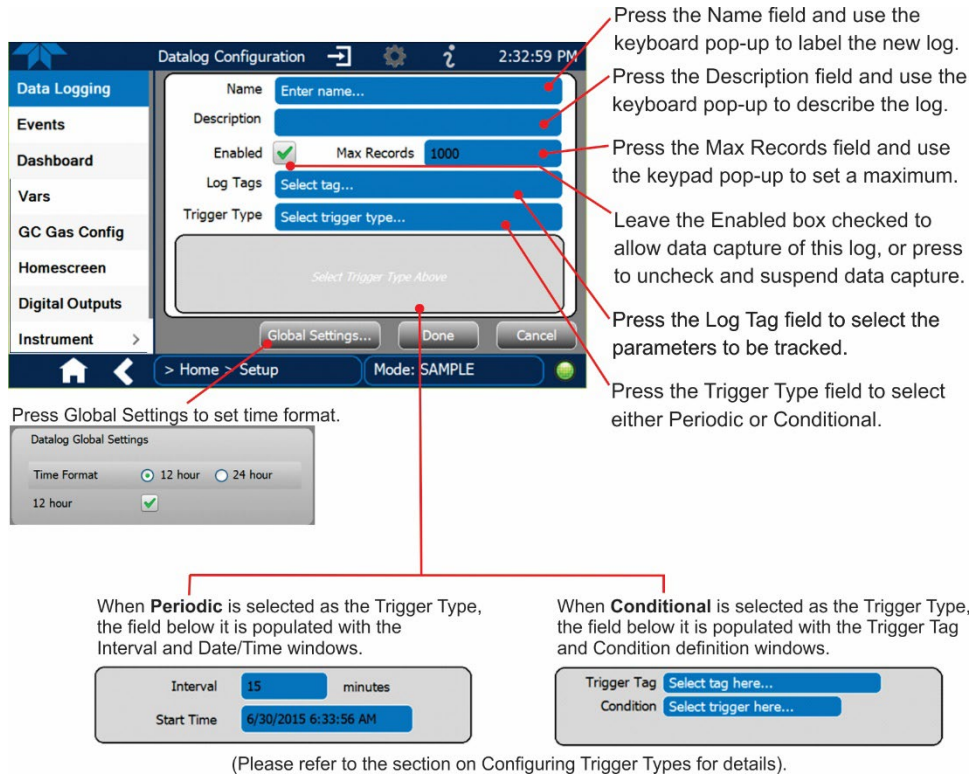 Datalog Configuration 2:32:59 PM
Data Logging
Events
Dashboard
Vars
GC Gas Config
Homescreen
Digital Outputs
Instrument >
Name Enter name...
Description
Enabled Max Records 1000
Log Tags Select tag...
Trigger Type Select trigger type...
Select Trigger Type Above
Global Settings... Done Cancel
> Home > Setup Mode: SAMPLE
Press the Name field and use the
keyboard pop-up to label the new log.
Press the Description field and use the
keyboard pop-up to describe the log.
Press the Max Records field and use
the keypad pop-up to set a maximum.
Leave the Enabled box checked to
allow data capture of this log, or press
to uncheck and suspend data capture.
Press the Log Tag field to select the
parameters to be tracked.
Press the Trigger Type field to select
either Periodic or Conditional.
Press Global Settings to set time format.
Datalog Global Settings
Time Format 12 hour 24 hour
12 hour
When Periodic is selected as the Trigger Type,
the field below it is populated with the
Interval and Date/Time windows.
Interval 15 minutes
Start Time 6/30/2015 6:33:56 AM
When Conditional is selected as the Trigger Type,
the field below it is populated with the Trigger Tag
and Condition definition windows.
Trigger Tag Select tag here...
Condition Select trigger here...
(Please refer to the section on Configuring Trigger Types for details).